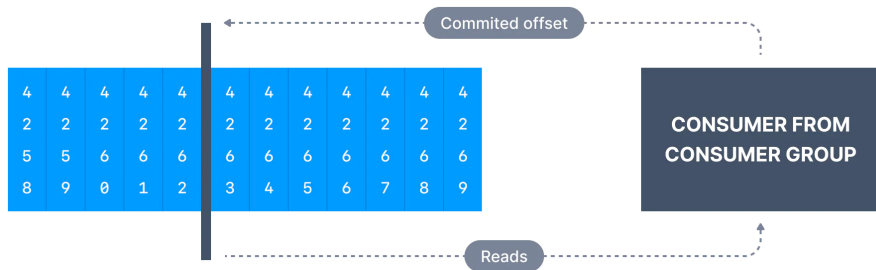 Commited offset
4 4 4 4 4 4 4 4 4 4 4 4
2 2 2 2 2 2 2 2 2 2 2 2
5 5 6 6 6 6 6 6 6 6 6 6
8 9 0 1 2 3 4 5 6 7 8 9
CONSUMER FROM
CONSUMER GROUP
Reads